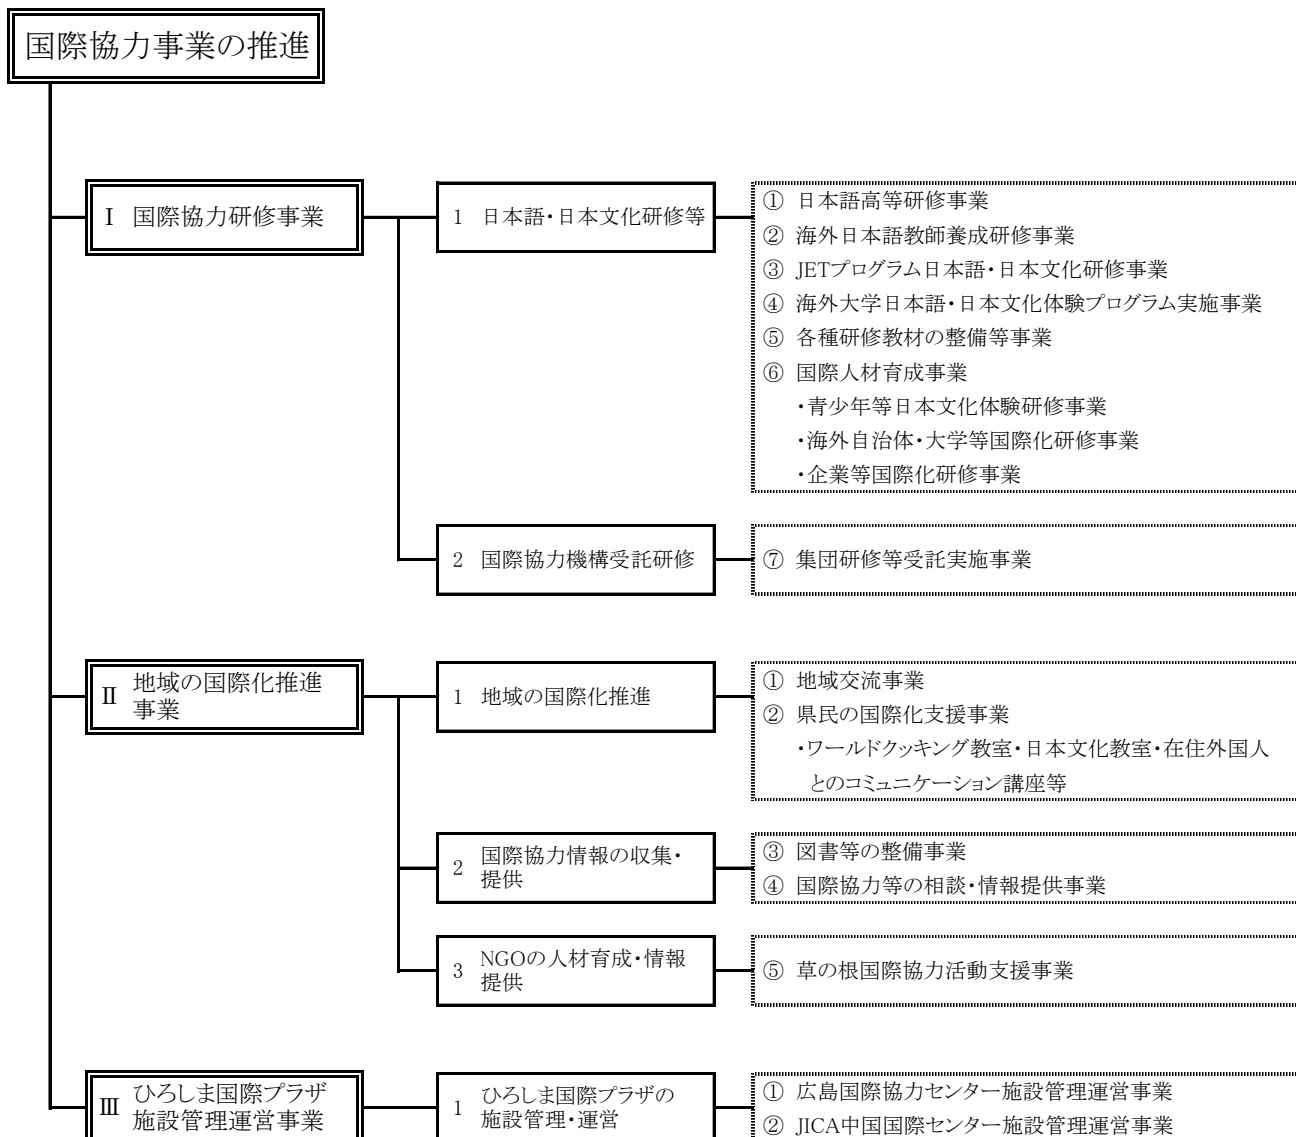 国際協力事業の推進
Ⅰ 国際協力研修事業
1 日本語・日本文化研修等
① 日本語高等研修事業
② 海外日本語教師養成研修事業
③ JETプログラム日本語・日本文化研修事業
④ 海外大学日本語・日本文化体験プログラム実施事業
⑤ 各種研修教材の整備等事業
⑥ 国際人材育成事業
・青少年等日本文化体験研修事業
・海外自治体・大学等国際化研修事業
・企業等国際化研修事業
2 国際協力機構受託研修
⑦ 集団研修等受託実施事業
Ⅱ 地域の国際化推進
事業
1 地域の国際化推進
① 地域交流事業
② 県民の国際化支援事業
・ワールドクッキング教室・日本文化教室・在住外国人
とのコミュニケーション講座等
2 国際協力情報の収集・
提供
③ 図書等の整備事業
④ 国際協力等の相談・情報提供事業
3 NGOの人材育成・情報
提供
⑤ 草の根国際協力活動支援事業
Ⅲ ひろしま国際プラザ
施設管理運営事業
1 ひろしま国際プラザの
施設管理・運営
① 広島国際協力センター施設管理運営事業
② JICA中国国際センター施設管理運営事業